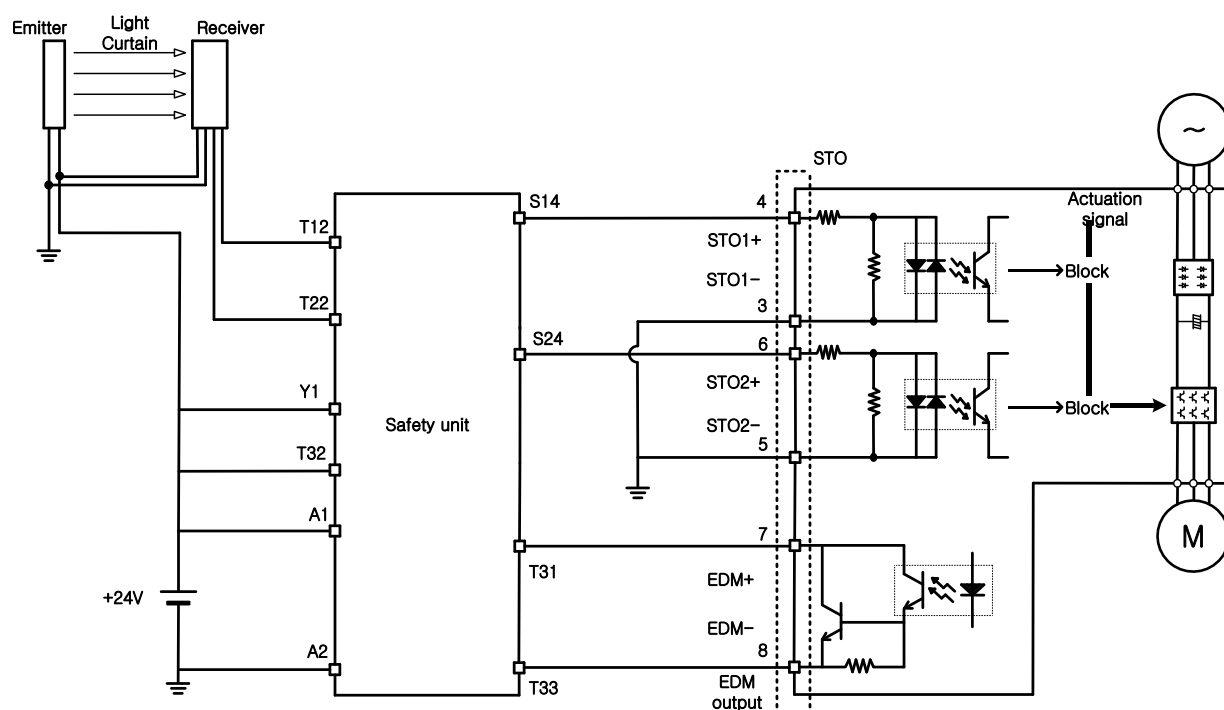 Emitter
Light
Curtain
Receiver
STO
S14
4
Actuation
signal
T12
STO1+
STO1-
Block
T22
3
S24
6
STO2+
Y1
Block
Safety unit
STO2-
T32
5
A1
7
T31
EDM+
+24V
M
EDM-
A2
8
T33
EDM
output